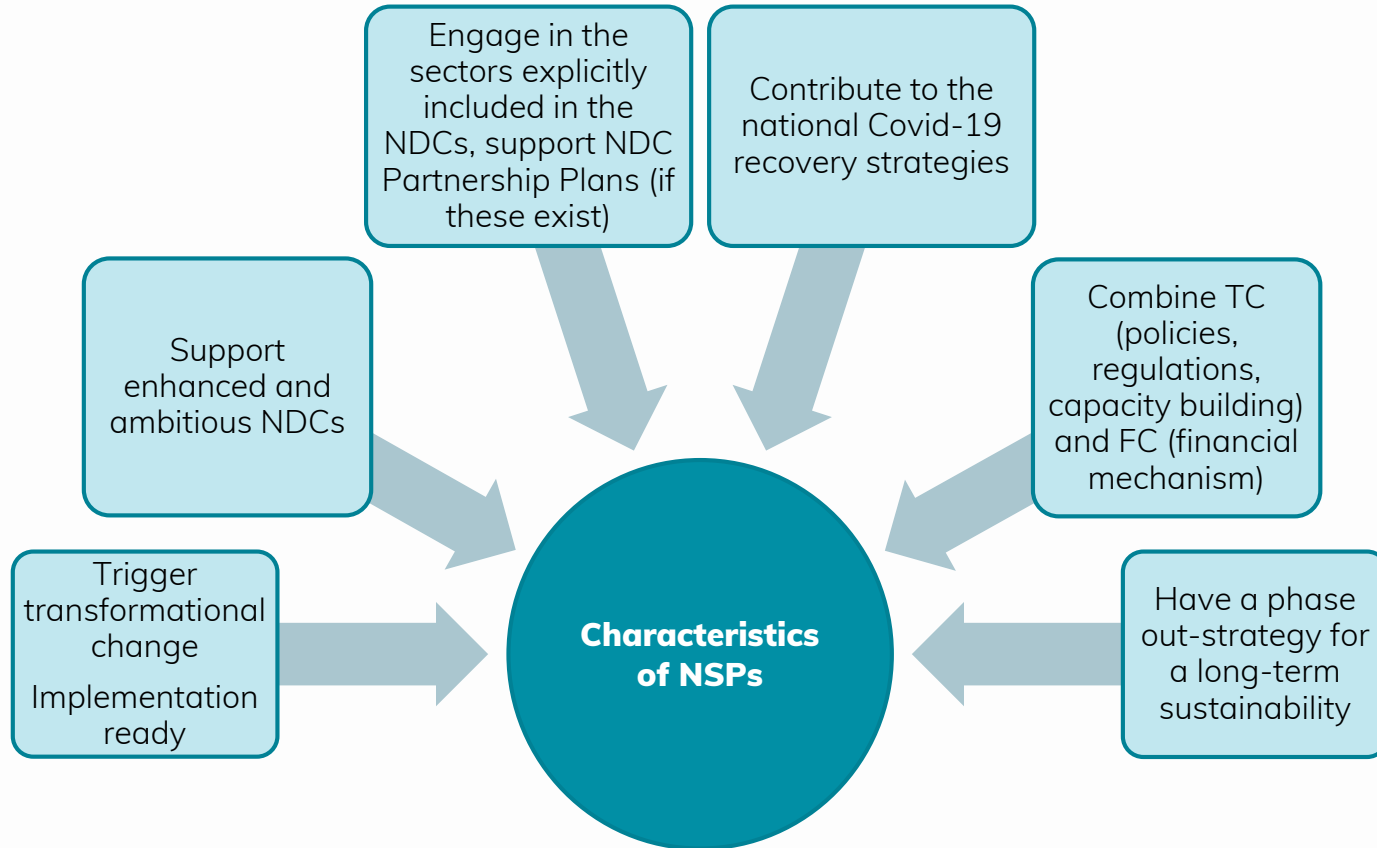 Engage in the
sectors explicitly
included in the
NDCs, support NDC
Partnership Plans (if
these exist)
Contribute to the
national Covid-19
recovery strategies
Support
enhanced and
ambitious NDCs
Combine TC
(policies,
regulations,
capacity building)
and FC (financial
mechanism)
Trigger
transformational
change
Implementation
ready
Characteristics
of NSPs
Have a phase
out-strategy for
a long-term
sustainability